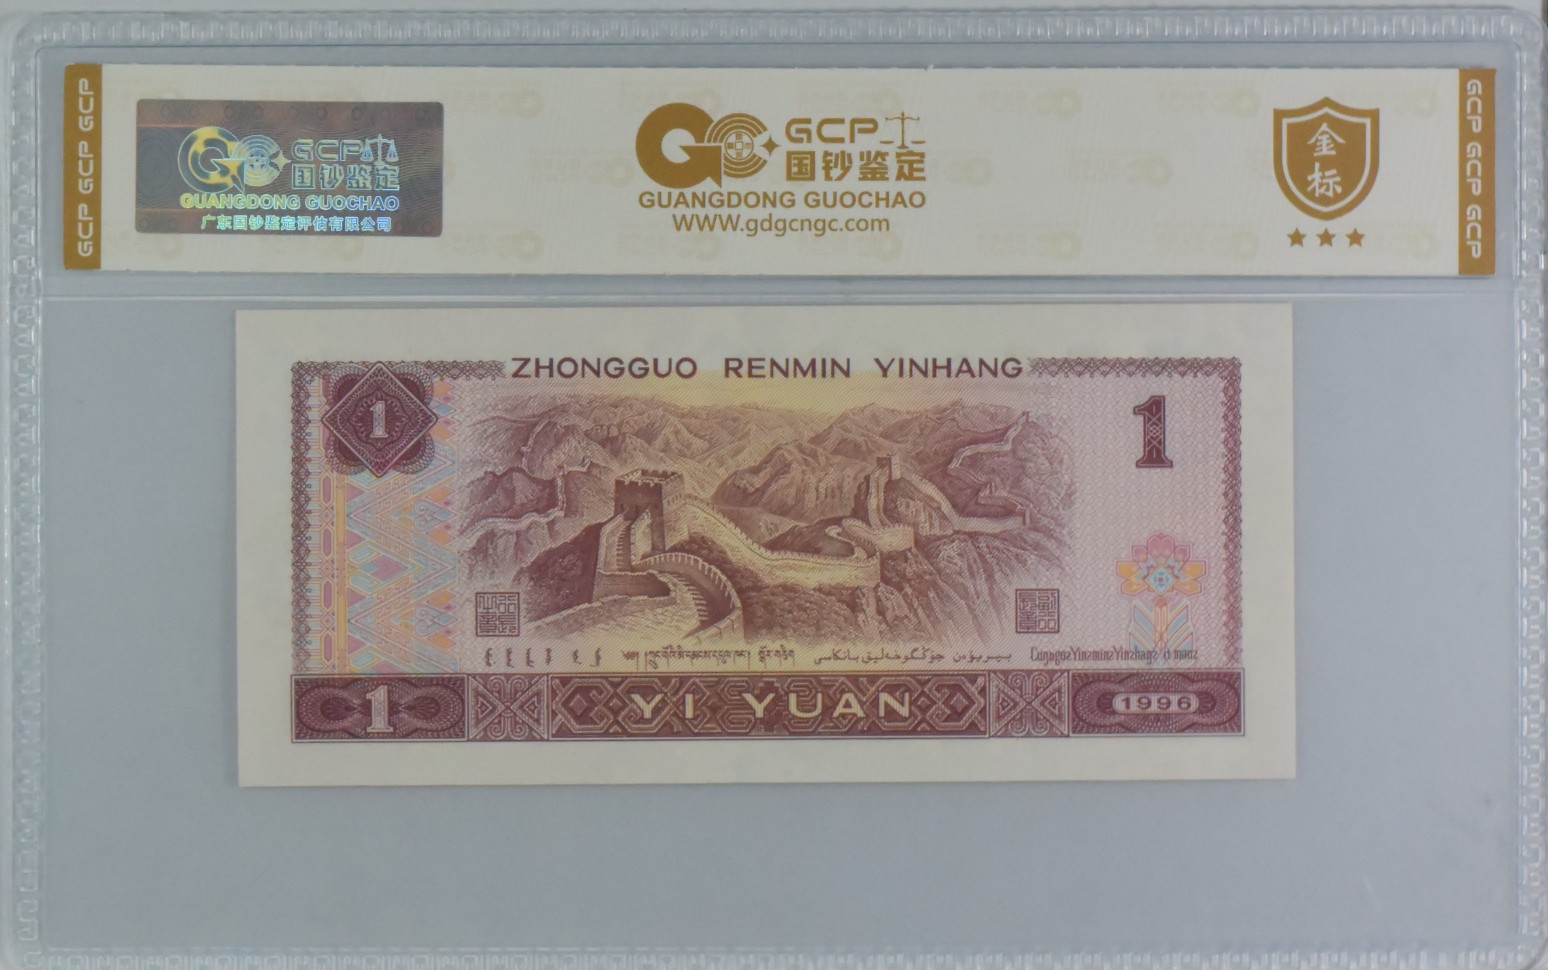 GCP GCP GCP
GCP
国钞鉴定
GUANGDONG GUOCHAO
广东国钞鉴定评估有限公司
GCP
国钞鉴定
GUANGDONG GUOCHAO
WWW.gdgcngc.com
金标
GCP GCP GCP
ZHONGGUO RENMIN YINHANG
1
1
1
YI YUAN
1996